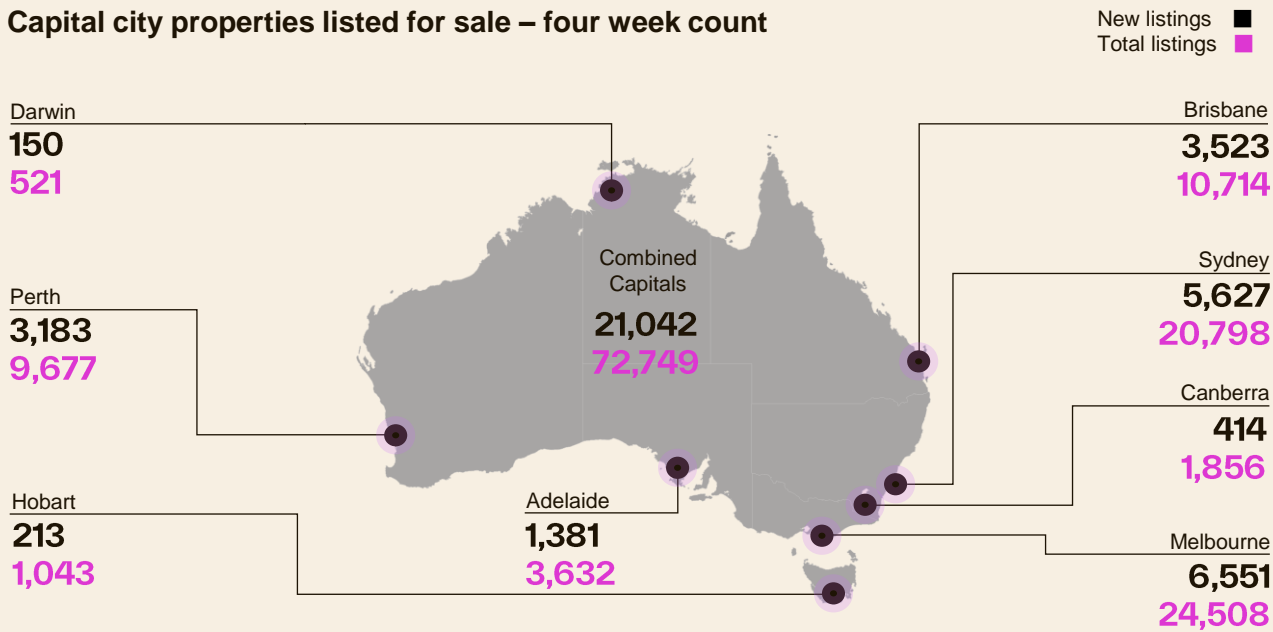 Capital city properties listed for sale – four week count
New listings
Total listings
Darwin
150
521
Brisbane
3,523
10,714
Combined
Capitals
21,042
72,749
Sydney
5,627
20,798
Perth
3,183
9,677
Canberra
414
1,856
Hobart
213
1,043
Adelaide
1,381
3,632
Melbourne
6,551
24,508